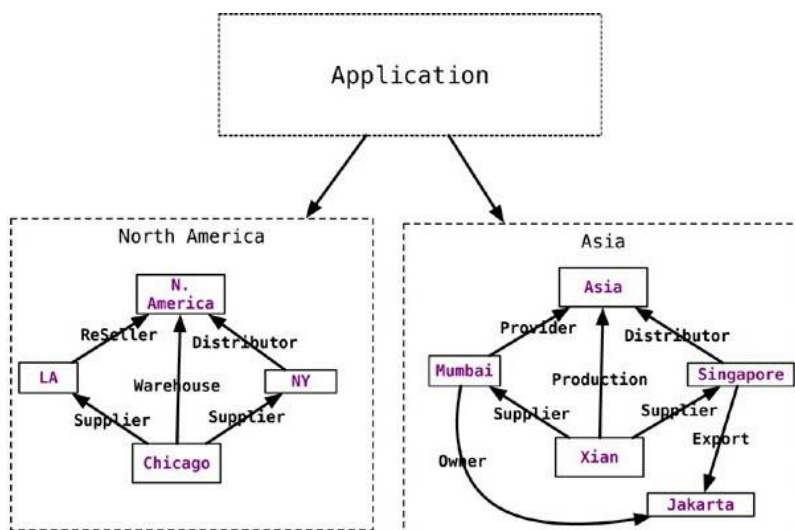 Application
North America
N.
America
ReSeller
Distributor
LA
Warehouse
NY
Supplier
Supplier
Chicago
Asia
Asia
Provider
Distributor
Mumbai
Production
Singapore
Supplier
Supplier
Export
Owner
Xian
Jakarta